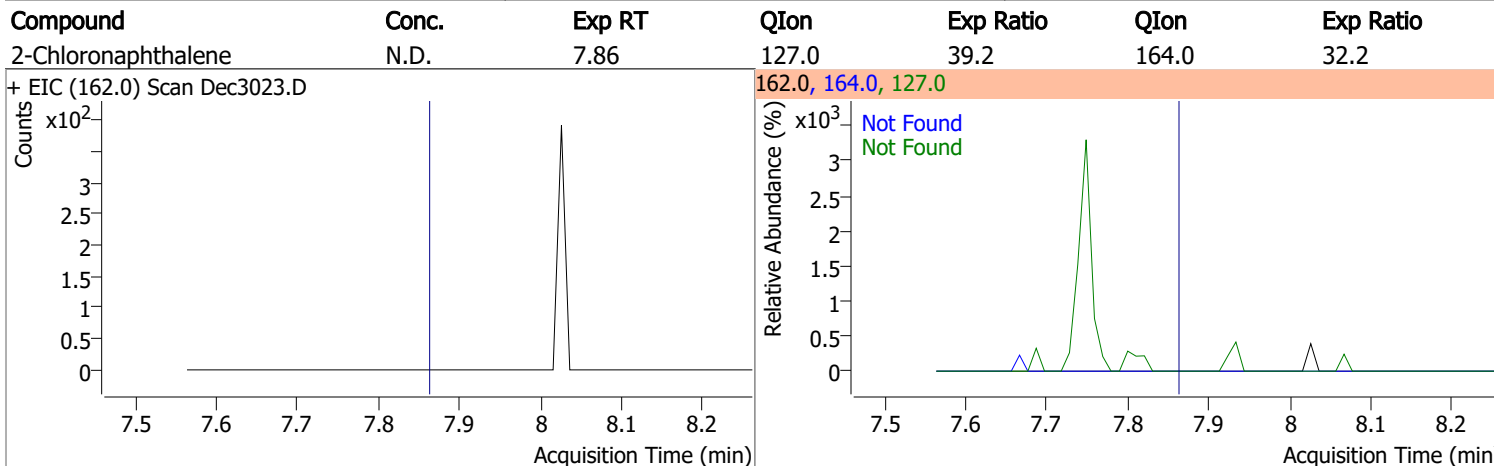 Compound Conc. Exp RT QIon Exp Ratio QIon Exp Ratio
2-Chloronaphthalene N.D. 7.86 127.0 39.2 164.0 32.2
+ EIC (162.0) Scan Dec3023.D
Counts
x10²
3
2.5
2
1.5
1
0.5
0
7.5 7.6 7.7 7.8 7.9 8 8.1 8.2
Acquisition Time (min)
162.0, 164.0, 127.0
Relative Abundance (%)
x10³
Not Found
Not Found
3
2.5
2
1.5
1
0.5
0
7.5 7.6 7.7 7.8 7.9 8 8.1 8.2
Acquisition Time (min